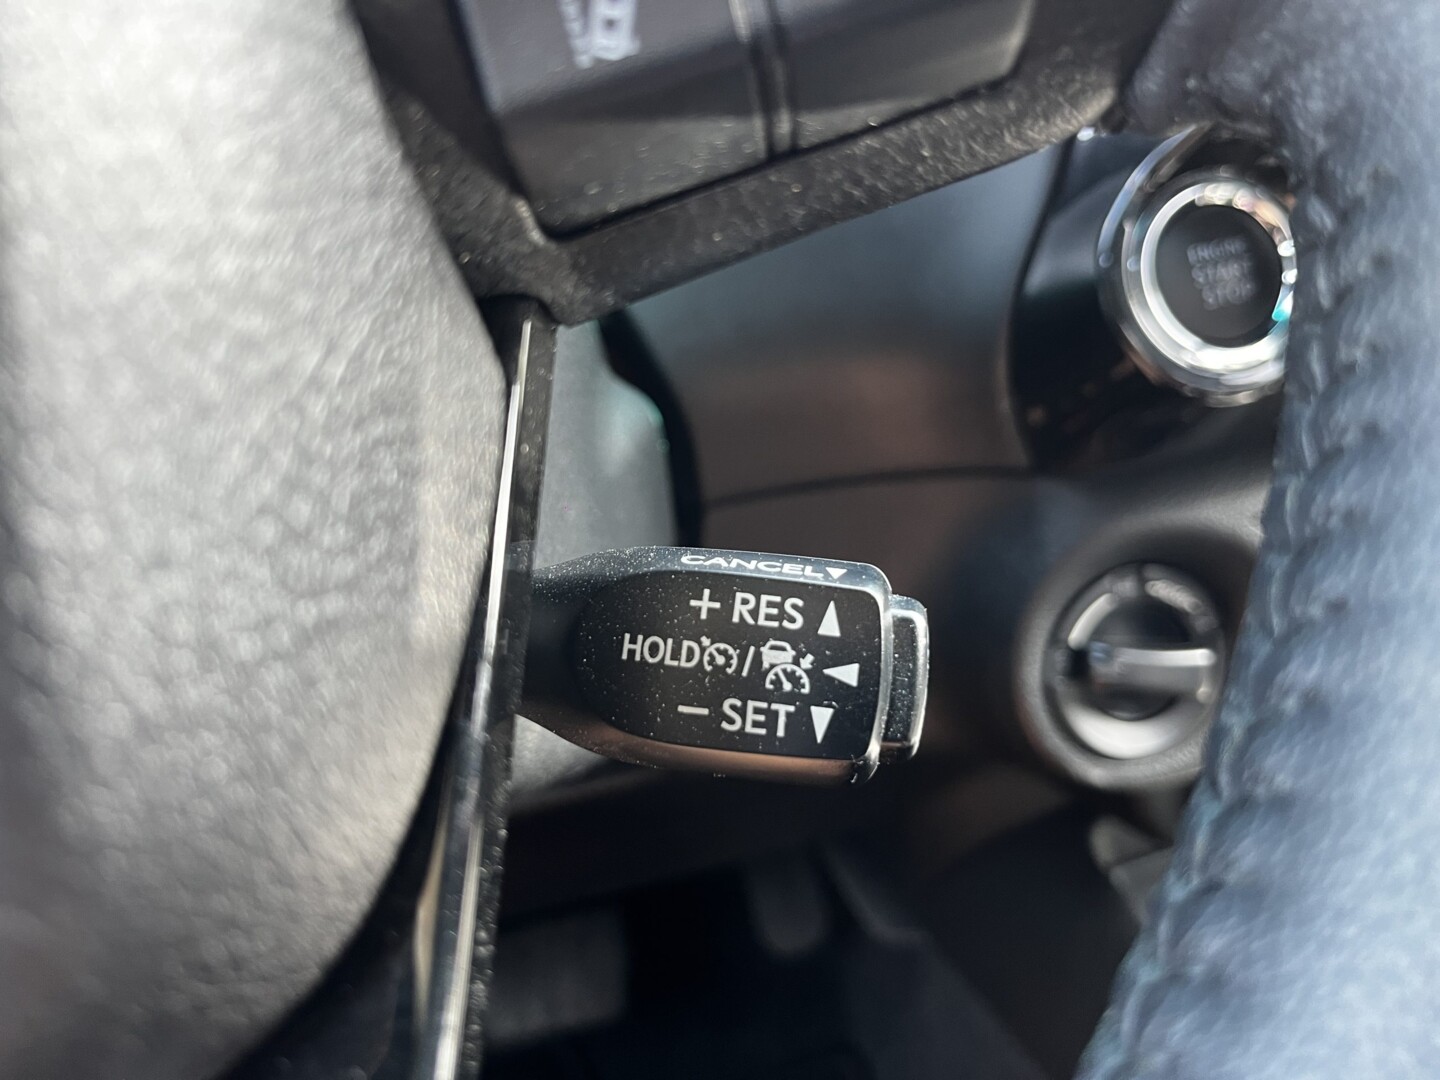 ENGINE
START
STOP
CANCEL▼
+ RES ▲
HOLD / ◀
− SET ▼